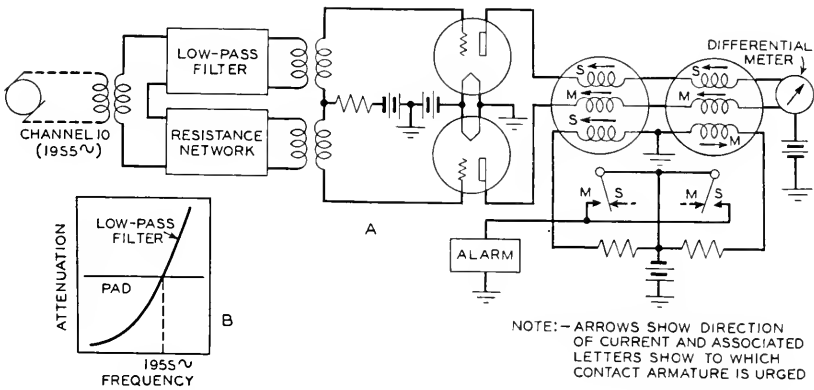 LOW-PASS
FILTER
RESISTANCE
NETWORK
CHANNEL 10
(1955~)
A
S
M
S
S
M
M
DIFFERENTIAL
METER
M S
M S
ALARM
LOW-PASS
FILTER
PAD
B
ATTENUATION
1955~
FREQUENCY
NOTE:- ARROWS SHOW DIRECTION
OF CURRENT AND ASSOCIATED
LETTERS SHOW TO WHICH
CONTACT ARMATURE IS URGED